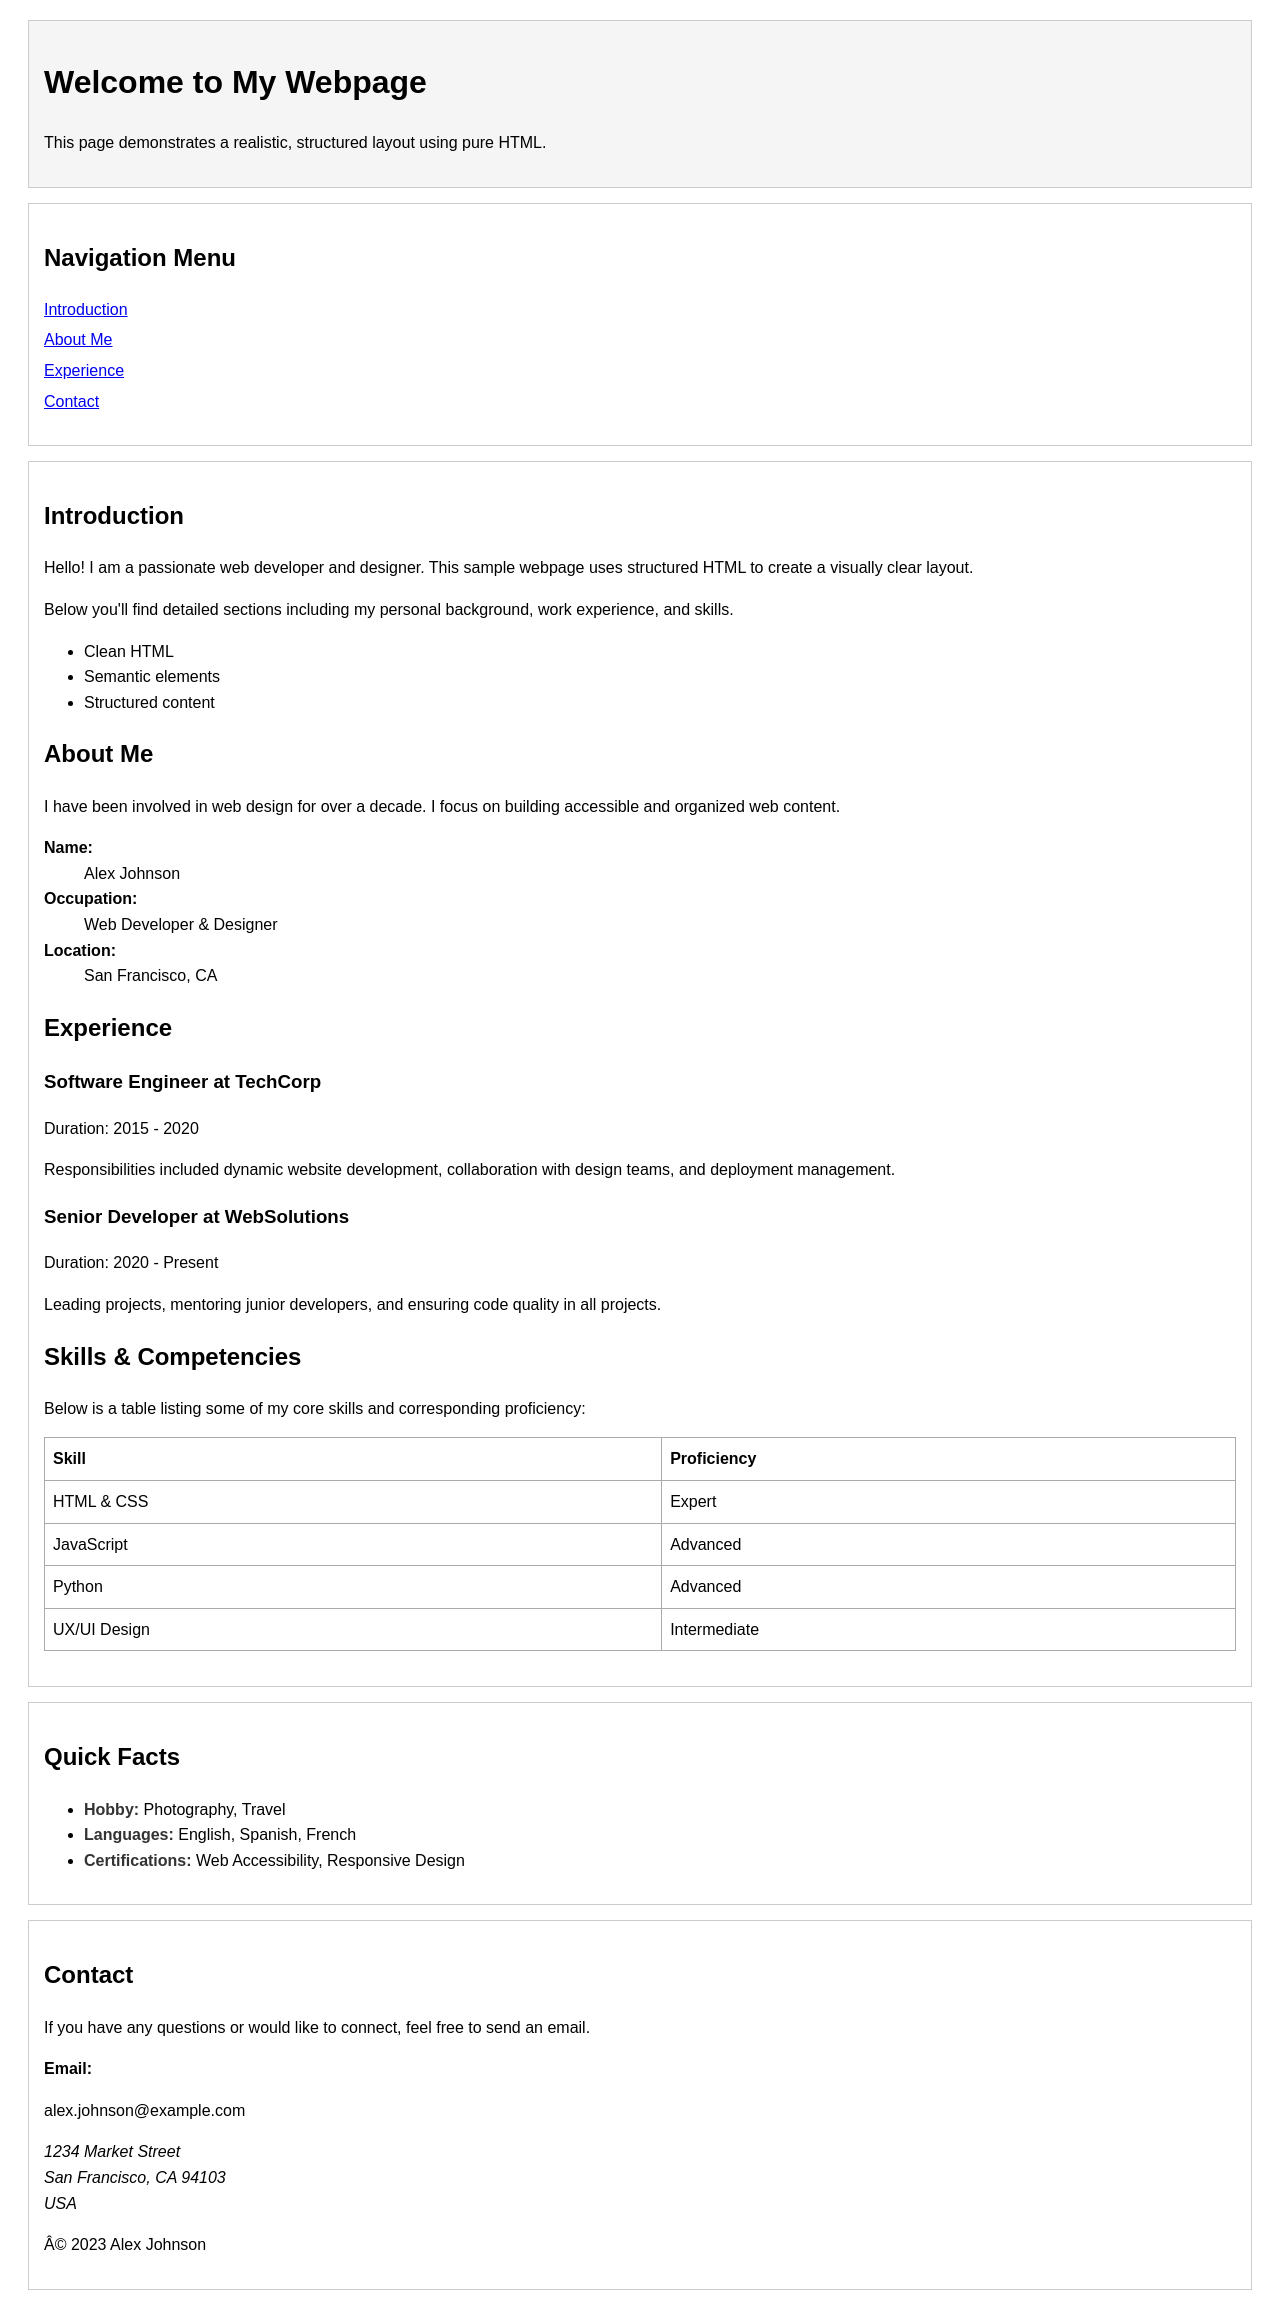 Welcome to My Webpage
This page demonstrates a realistic, structured layout using pure HTML.
Navigation Menu
Introduction
About Me
Experience
Contact
Introduction
Hello! I am a passionate web developer and designer. This sample webpage uses structured HTML to create a visually clear layout.
Below you'll find detailed sections including my personal background, work experience, and skills.
• Clean HTML
• Semantic elements
• Structured content
About Me
I have been involved in web design for over a decade. I focus on building accessible and organized web content.
Name:
Alex Johnson
Occupation:
Web Developer & Designer
Location:
San Francisco, CA
Experience
Software Engineer at TechCorp
Duration: 2015 - 2020
Responsibilities included dynamic website development, collaboration with design teams, and deployment management.
Senior Developer at WebSolutions
Duration: 2020 - Present
Leading projects, mentoring junior developers, and ensuring code quality in all projects.
Skills & Competencies
Below is a table listing some of my core skills and corresponding proficiency:
Skill Proficiency
HTML & CSS Expert
JavaScript Advanced
Python Advanced
UX/UI Design Intermediate
Quick Facts
• Hobby: Photography, Travel
• Languages: English, Spanish, French
• Certifications: Web Accessibility, Responsive Design
Contact
If you have any questions or would like to connect, feel free to send an email.
Email:
alex.johnson@example.com
1234 Market Street
San Francisco, CA 94103
USA
Â© 2023 Alex Johnson